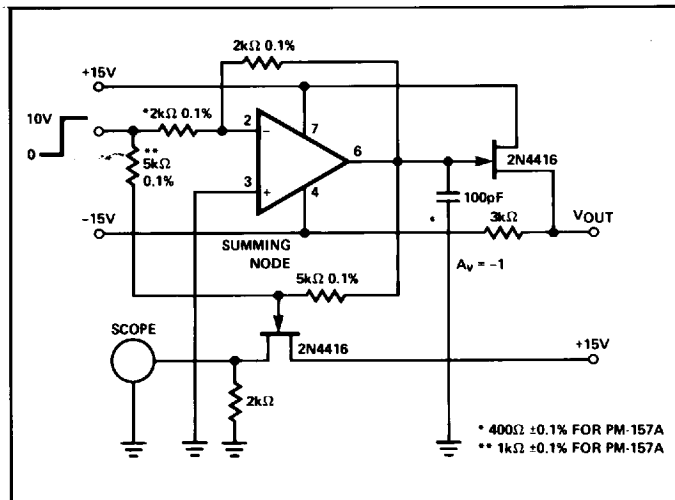 2kΩ 0.1%
+15V
10V
0
*2kΩ 0.1%
2
−
7
6
2N4416
**
5kΩ
0.1%
3
+
4
100pF
*
3kΩ
VOUT
−15V
SUMMING
NODE
AV = −1
5kΩ 0.1%
SCOPE
2N4416
+15V
2kΩ
* 400Ω ±0.1% FOR PM-157A
** 1kΩ ±0.1% FOR PM-157A